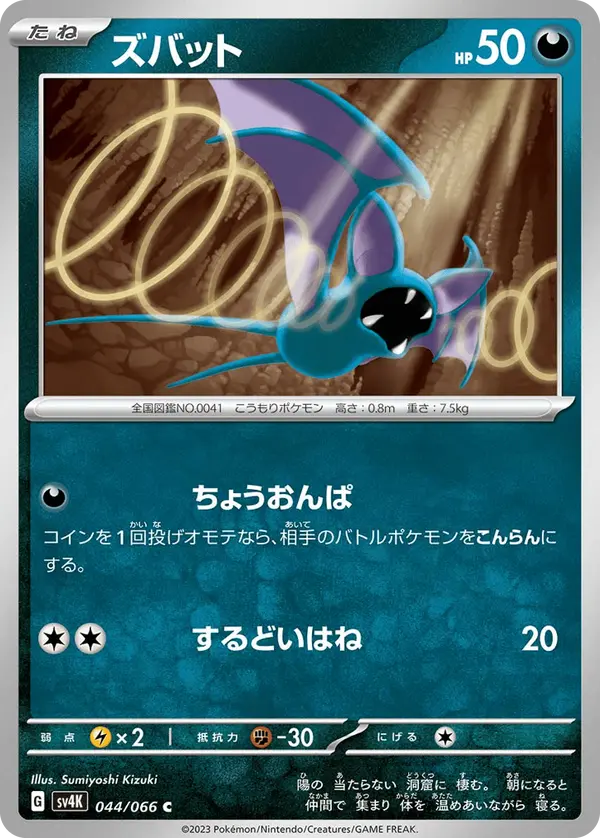 たね ズバット HP50
全国図鑑NO.0041 こうもりポケモン 高さ:0.8m 重さ:7.5kg
ちょうおんぱ
コインを1回投げオモテなら、相手のバトルポケモンをこんらんに
する。
するどいはね 20
弱点 ×2 抵抗力 -30 にげる
Illus. Sumiyoshi Kizuki
G SV4K 044/066 C
陽の 当たらない 洞窟に 棲む。朝になると
仲間で 集まり 体を 温めあいながら 寝る。
©2023 Pokémon/Nintendo/Creatures/GAME FREAK.